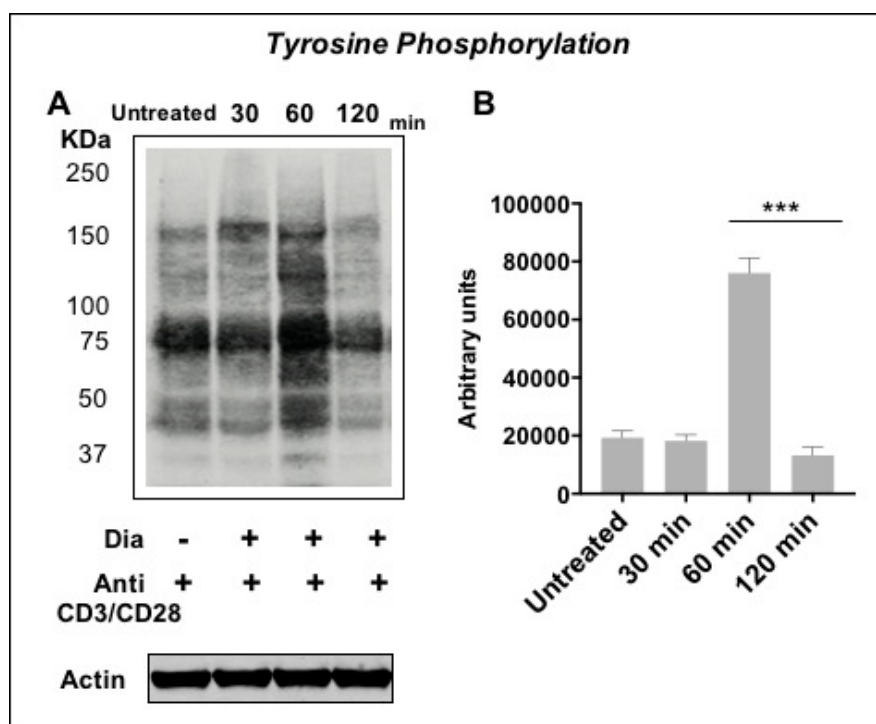 Tyrosine Phosphorylation
A
Untreated 30 60 120 min
KDa
250
150
100
75
50
37
Dia - + + +
Anti + + + +
CD3/CD28
Actin
B
***
100000
80000
60000
40000
20000
0
Arbitrary units
Untreated
30 min
60 min
120 min